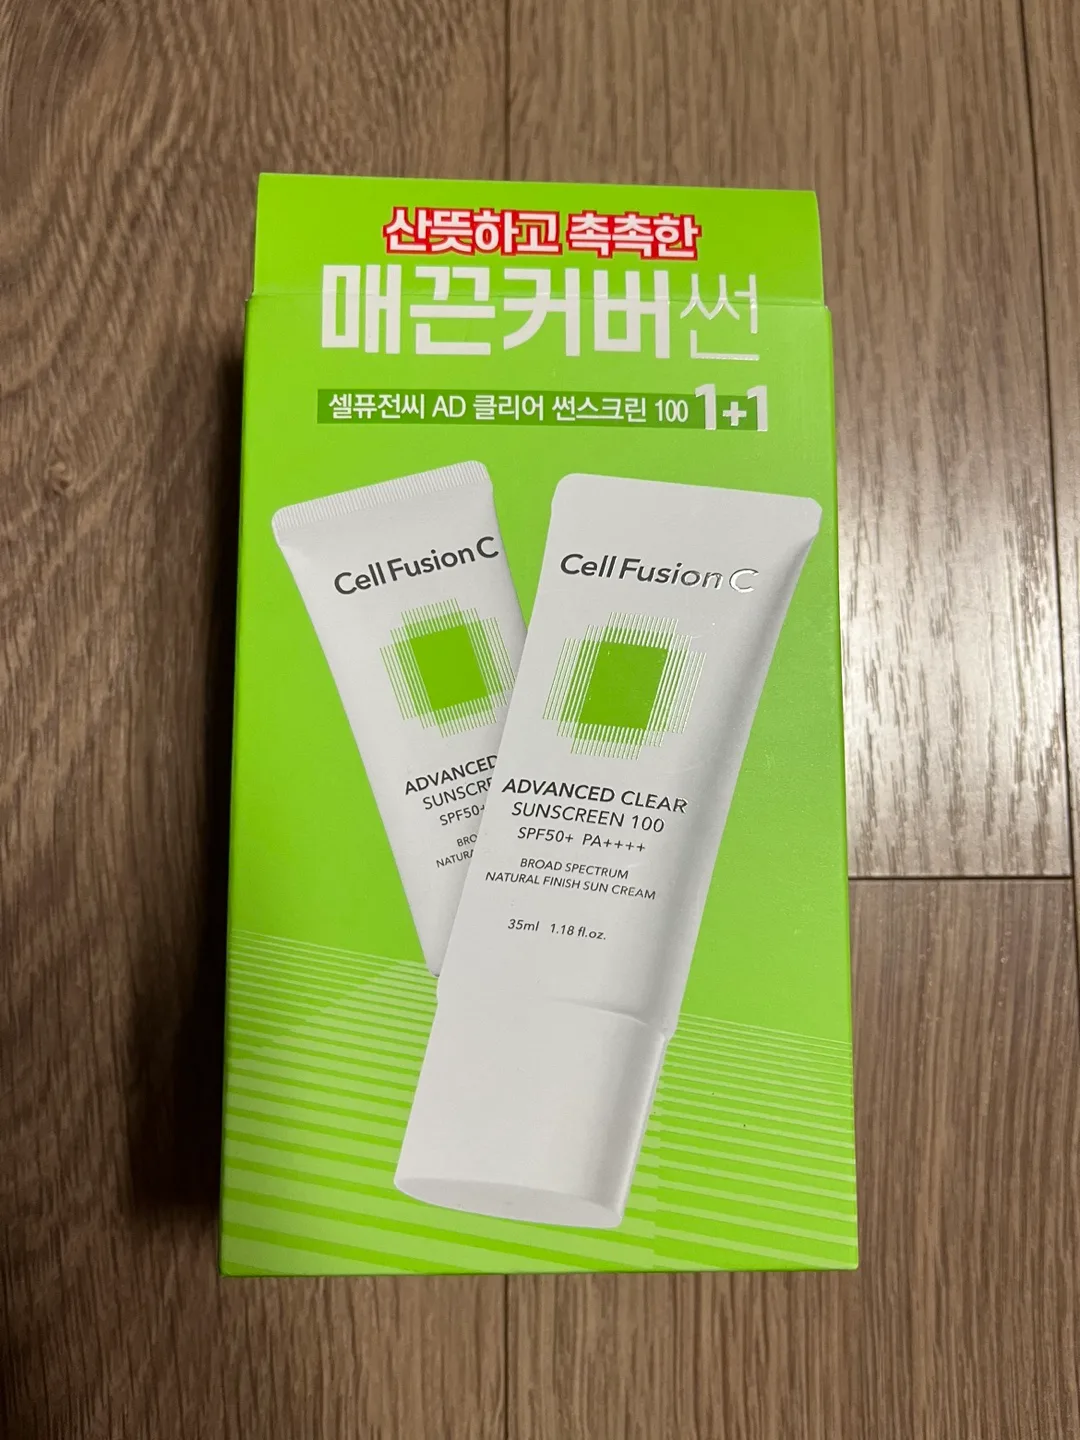 산뜻하고 촉촉한
매끈커버썬
셀퓨전씨 AD 클리어 썬스크린 100 1+1
Cell Fusion C
ADVANCED
SPF50+
Cell Fusion C
ADVANCED CLEAR
SUNSCREEN 100
SPF50+ PA++++
BROAD SPECTRUM
NATURAL FINISH SUN CREAM
35ml 1.18 fl.oz.